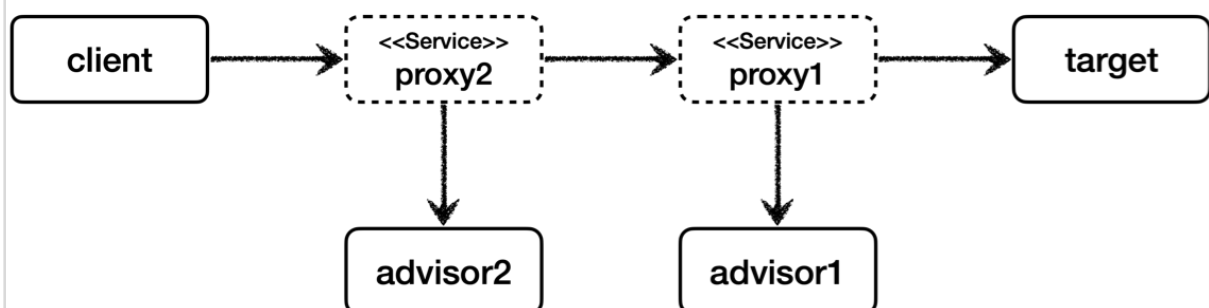 client
<<Service>>
proxy2
<<Service>>
proxy1
target
advisor2
advisor1